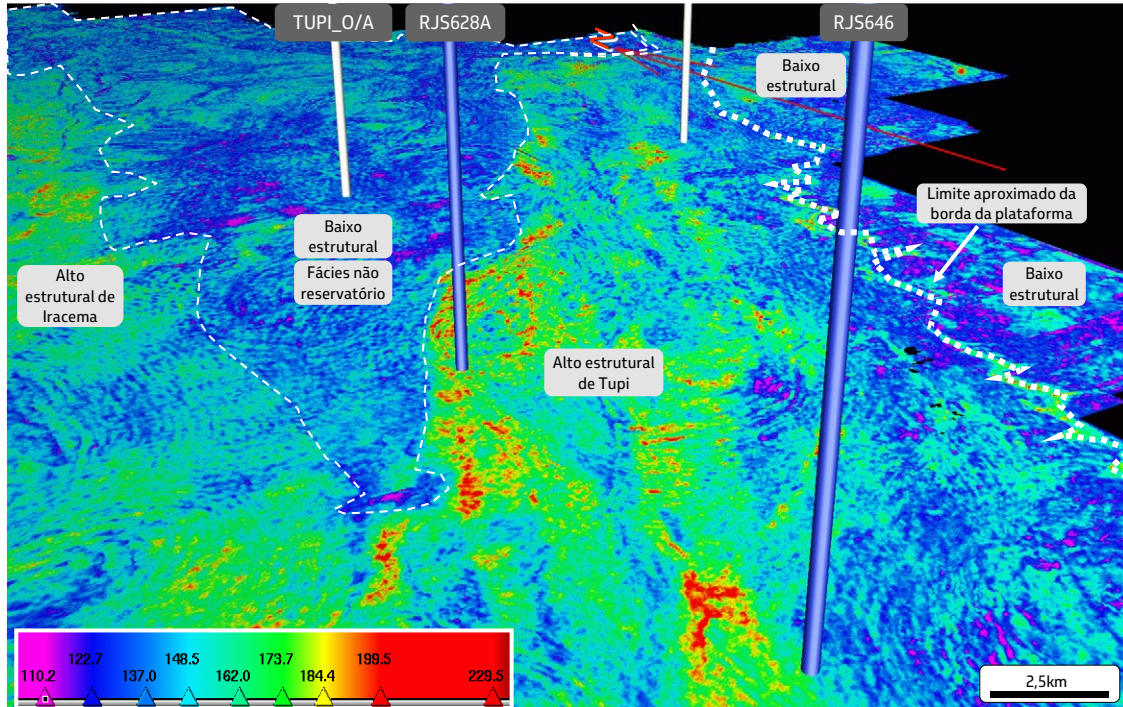 TUPI_O/A
RJS628A
RJS646
Baixo
estrutural
Limite aproximado da
borda da plataforma
Baixo
estrutural
Fácies não
reservatório
Alto
estrutural de
Iracema
Baixo
estrutural
Alto estrutural
de Tupi
122.7
148.5
173.7
199.5
110.2
137.0
162.0
184.4
229.5
2,5km